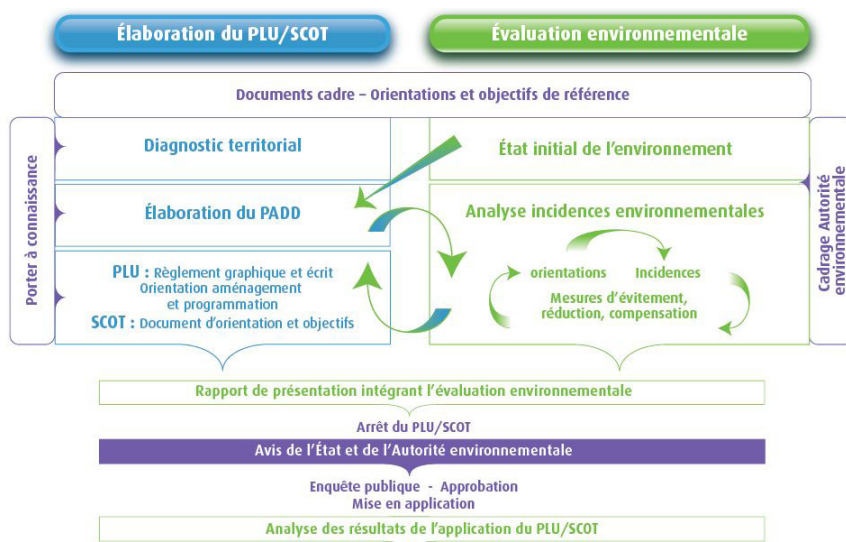 Élaboration du PLU/SCOT
Évaluation environnementale
Documents cadre – Orientations et objectifs de référence
Porter à connaissance
Diagnostic territorial
État initial de l'environnement
Élaboration du PADD
Analyse incidences environnementales
PLU : Règlement graphique et écrit
Orientation aménagement
et programmation
SCOT : Document d'orientation et objectifs
orientations
Incidences
Mesures d'évitement,
réduction, compensation
Cadrage Autorité
environnementale
Rapport de présentation intégrant l'évaluation environnementale
Arrêt du PLU/SCOT
Avis de l'État et de l'Autorité environnementale
Enquête publique - Approbation
Mise en application
Analyse des résultats de l'application du PLU/SCOT